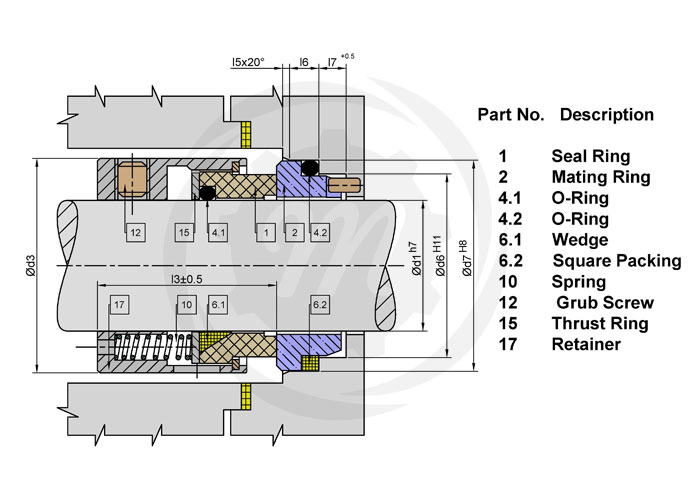 l5x20° l6 l7 +0.5
Part No. Description
1 Seal Ring
2 Mating Ring
4.1 O-Ring
4.2 O-Ring
6.1 Wedge
6.2 Square Packing
10 Spring
12 Grub Screw
15 Thrust Ring
17 Retainer
12 15 4.1 1 2 4.2
Ød3
Ød1 h7
Ød6 H11
Ød7 H8
l3±0.5
17 10 6.1 6.2